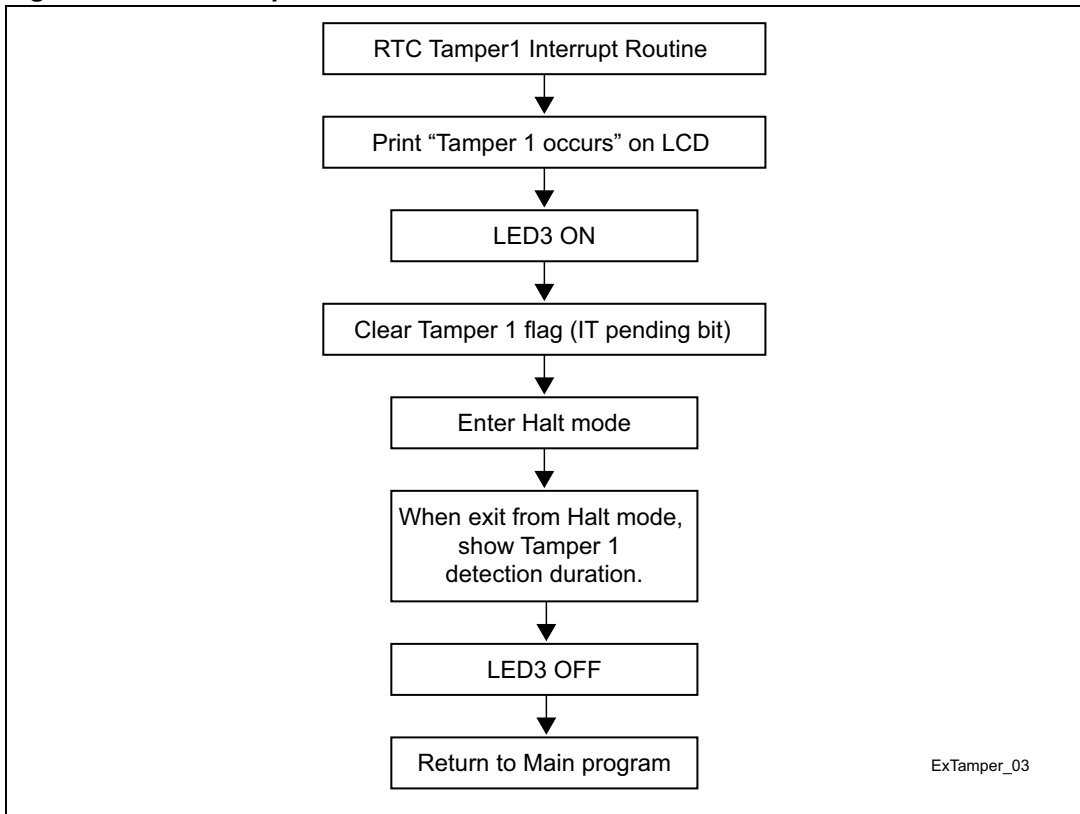 RTC Tamper1 Interrupt Routine
Print “Tamper 1 occurs” on LCD
LED3 ON
Clear Tamper 1 flag (IT pending bit)
Enter Halt mode
When exit from Halt mode,
show Tamper 1
detection duration.
LED3 OFF
Return to Main program
ExTamper_03